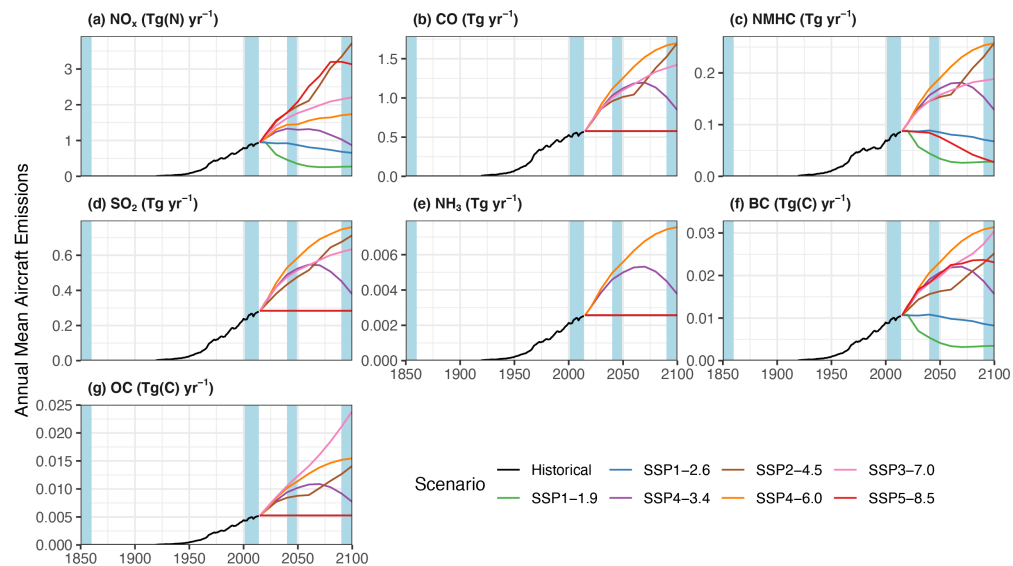 (a) NOₓ (Tg(N) yr⁻¹)
(b) CO (Tg yr⁻¹)
(c) NMHC (Tg yr⁻¹)
3
2
1
0
1.5
1.0
0.5
0.0
0.2
0.1
0.0
Annual Mean Aircraft Emissions
(d) SO₂ (Tg yr⁻¹)
(e) NH₃ (Tg yr⁻¹)
(f) BC (Tg(C) yr⁻¹)
0.6
0.4
0.2
0.0
0.006
0.004
0.002
0.000
0.03
0.02
0.01
0.00
1850 1900 1950 2000 2050 2100
1850 1900 1950 2000 2050 2100
(g) OC (Tg(C) yr⁻¹)
0.025
0.020
0.015
0.010
0.005
0.000
1850 1900 1950 2000 2050 2100
Scenario
Historical SSP1−2.6 SSP2−4.5 SSP3−7.0
SSP1−1.9 SSP4−3.4 SSP4−6.0 SSP5−8.5